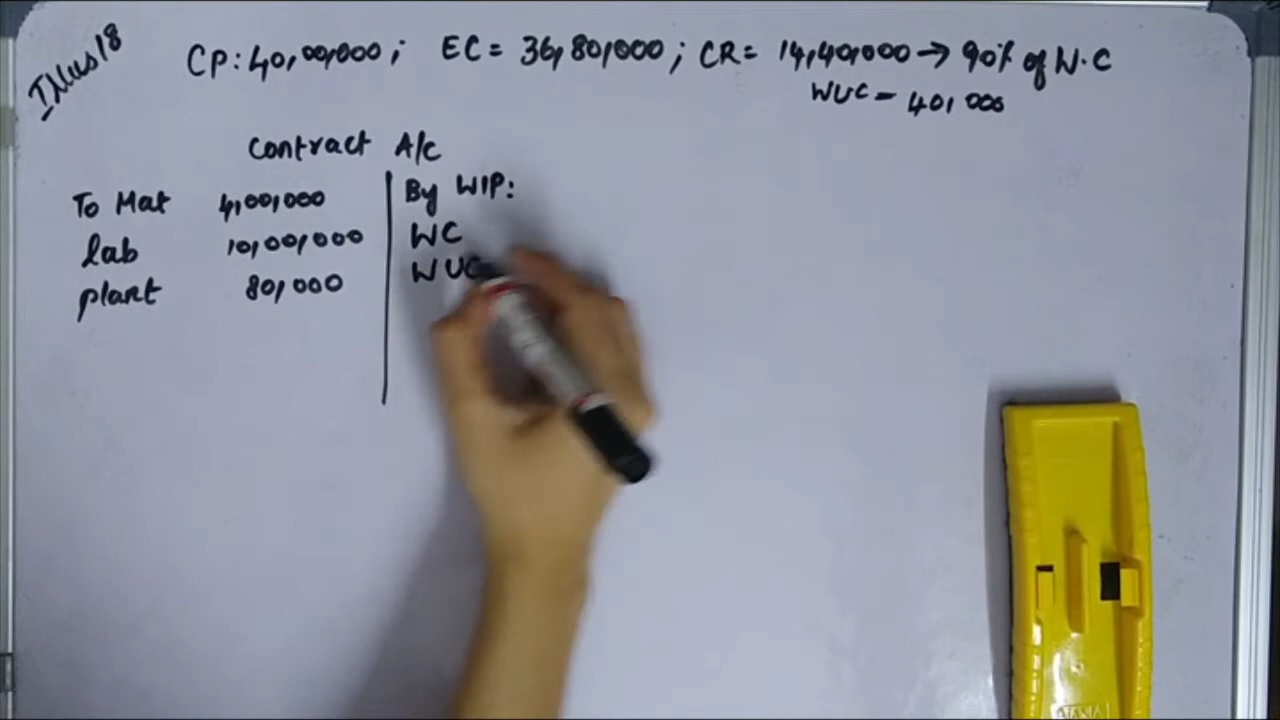 Illus 18
CP: 40,00,000; EC = 36,80,000; CR = 14,40,000 → 90% of W.C
WUC = 40,000
Contract A/c
To Mat 4,00,000
lab 10,00,000
plant 80,000
By WIP:
WC
WUC